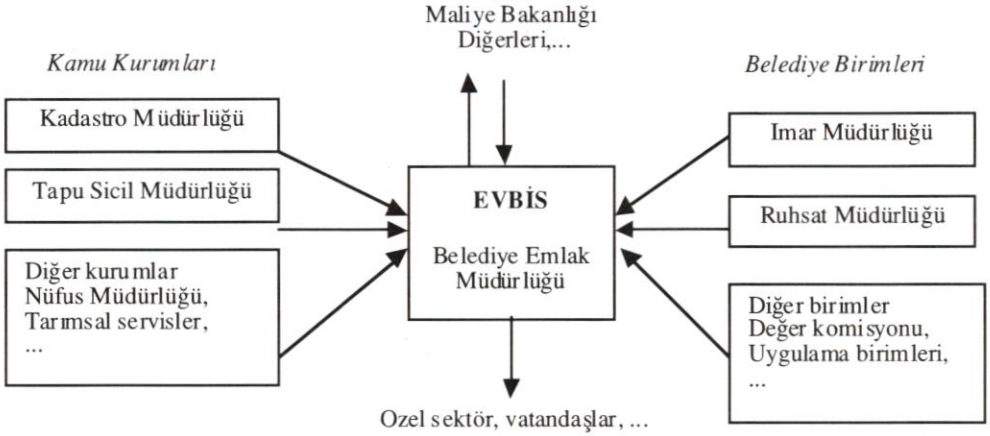 Maliye Bakanlığı
Diğerleri,...
Kamu Kurumları
Belediye Birimleri
Kadastro Müdürlüğü
Tapu Sicil Müdürlüğü
Diğer kurumlar
Nüfus Müdürlüğü,
Tarımsal servisler,
...
EVBİS
Belediye Emlak
Müdürlüğü
Imar Müdürlüğü
Ruhsat Müdürlüğü
Diğer birimler
Değer komisyonu,
Uygulama birimleri,
...
Ozel sektör, vatandaşlar, ...